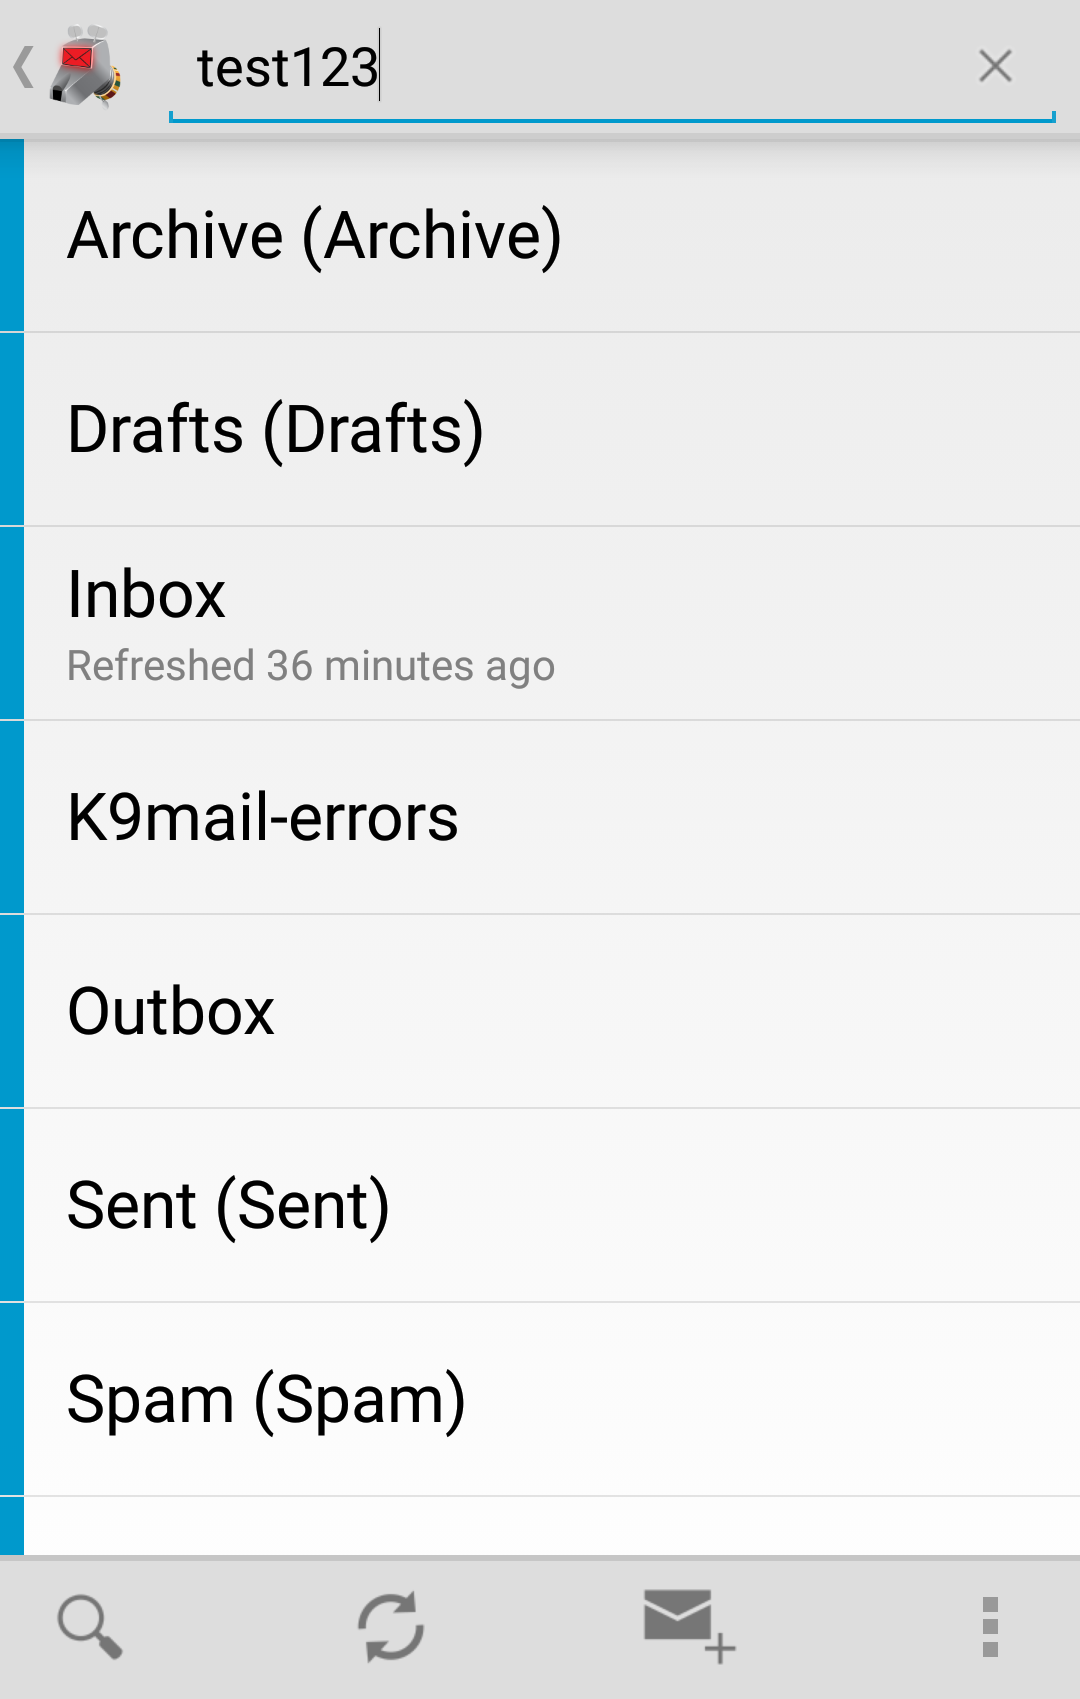 test123
Archive (Archive)
Drafts (Drafts)
Inbox
Refreshed 36 minutes ago
K9mail-errors
Outbox
Sent (Sent)
Spam (Spam)